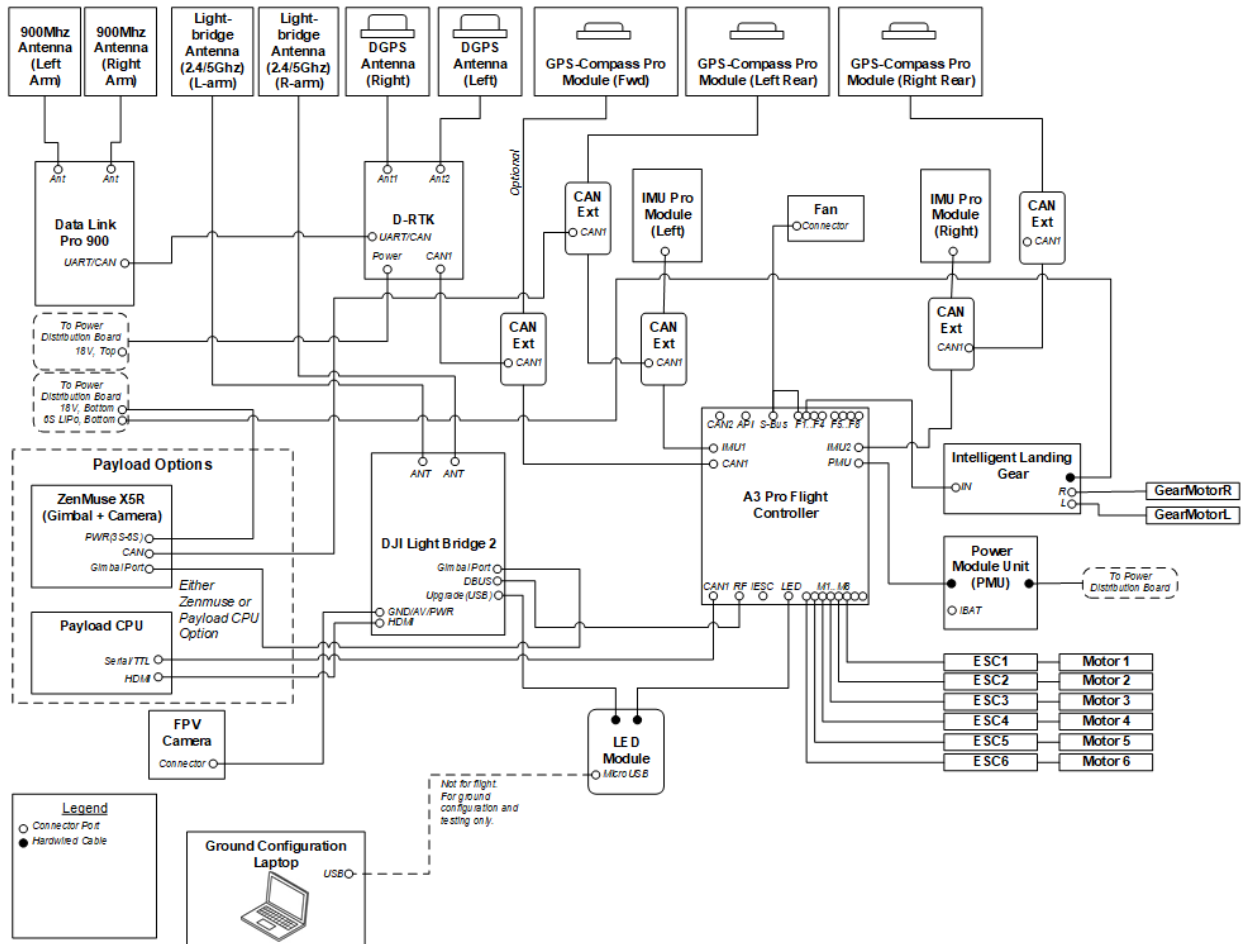 900Mhz
Antenna
(Left
Arm)
900Mhz
Antenna
(Right
Arm)
Light-
bridge
Antenna
(2.4/5Ghz)
(L-arm)
Light-
bridge
Antenna
(2.4/5Ghz)
(R-arm)
DGPS
Antenna
(Right)
DGPS
Antenna
(Left)
GPS-Compass Pro
Module (Fwd)
GPS-Compass Pro
Module (Left Rear)
GPS-Compass Pro
Module (Right Rear)
Ant
Ant
Data Link
Pro 900
UART/CAN
Ant1
Ant2
D-RTK
UART/CAN
Power
CAN1
Optional
CAN
Ext
CAN1
IMU Pro
Module
(Left)
Fan
Connector
IMU Pro
Module
(Right)
CAN
Ext
CAN1
To Power
Distribution Board
18V, Top
CAN
Ext
CAN1
CAN
Ext
CAN1
CAN
Ext
CAN1
To Power
Distribution Board
18V, Bottom
6S LIPo, Bottom
Payload Options
ZenMuse X5R
(Gimbal + Camera)
PWR(3S-6S)
CAN
Gimbal Port
Either
Zenmuse or
Payload CPU
Option
Payload CPU
Serial/TTL
HDMI
ANT
ANT
DJI Light Bridge 2
Gimbal Port
DBUS
Upgrade (USB)
GND/AV/PWR
HDMI
CAN2
API
S-Bus
F1...F4
F5...F8
IMU1
CAN1
IMU2
PMU
A3 Pro Flight
Controller
CAN1
RF
IESC
LED
M1...M8
Intelligent Landing
Gear
IN
R
L
GearMotorR
GearMotorL
Power
Module Unit
(PMU)
IBAT
To Power
Distribution Board
ESC1
Motor 1
ESC2
Motor 2
ESC3
Motor 3
ESC4
Motor 4
ESC5
Motor 5
ESC6
Motor 6
FPV
Camera
Connector
LED
Module
Micro USB
Not for flight.
For ground
configuration and
testing only.
Legend
Connector Port
Hardwired Cable
Ground Configuration
Laptop
USB